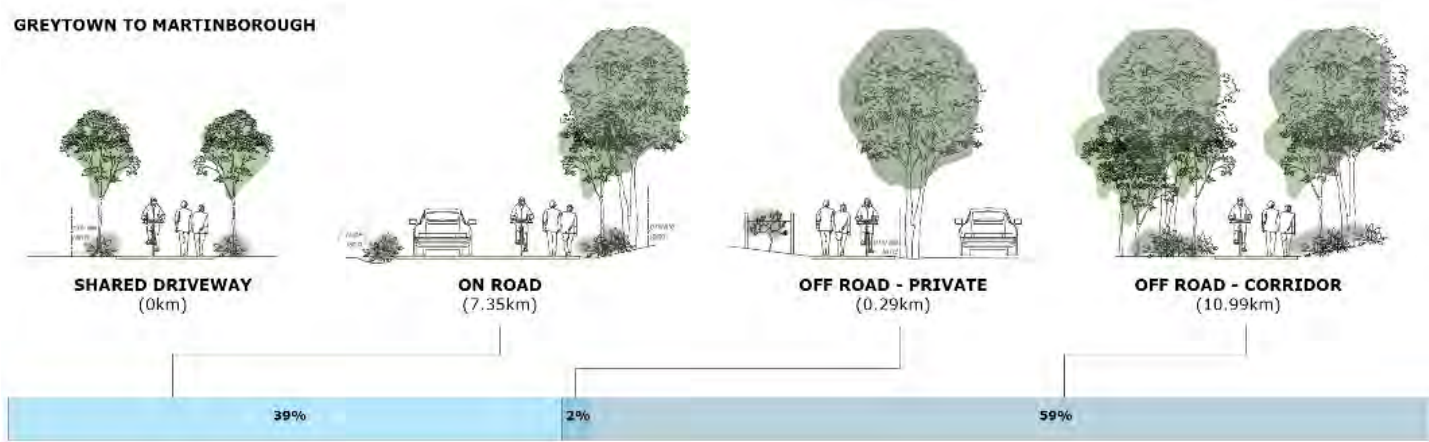 GREYTOWN TO MARTINBOROUGH
SHARED DRIVEWAY
(0km)
ON ROAD
(7.35km)
OFF ROAD - PRIVATE
(0.29km)
OFF ROAD - CORRIDOR
(10.99km)
39%
2%
59%